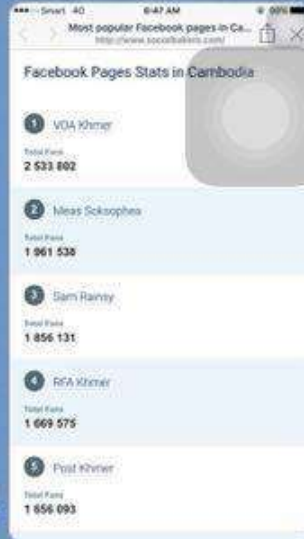 Smart 4G 6:47 AM
Most popular Facebook pages in Ca...
http://www.socialbakers.com/
Facebook Pages Stats in Cambodia
1 VOA Khmer
Total Fans
2 533 802
2 Meas Soksophea
Total Fans
1 961 538
3 Sam Rainsy
Total Fans
1 856 131
4 RFA Khmer
Total Fans
1 669 575
5 Post Khmer
Total Fans
1 656 093